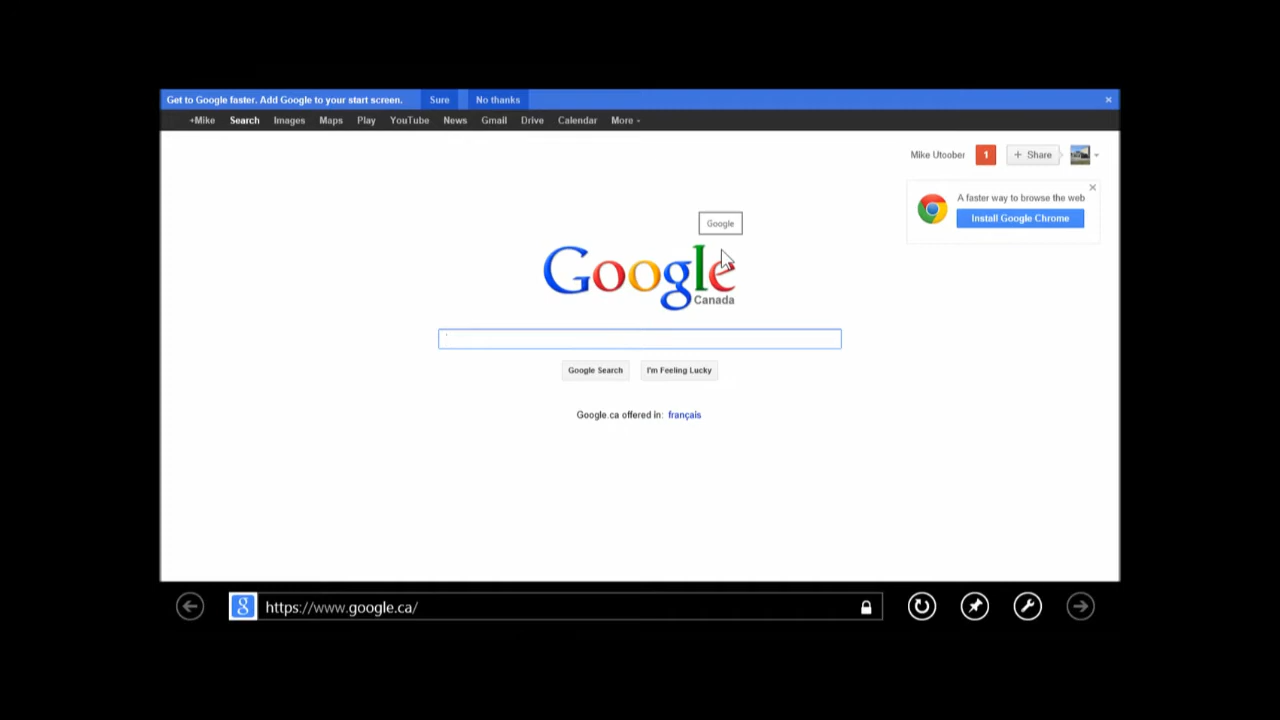 Get to Google faster. Add Google to your start screen. Sure No thanks ×
+Mike Search Images Maps Play YouTube News Gmail Drive Calendar More
Mike Utoober 1 + Share
A faster way to browse the web ×
Install Google Chrome
Google
Google
Canada
Google Search I'm Feeling Lucky
Google.ca offered in: français
g https://www.google.ca/